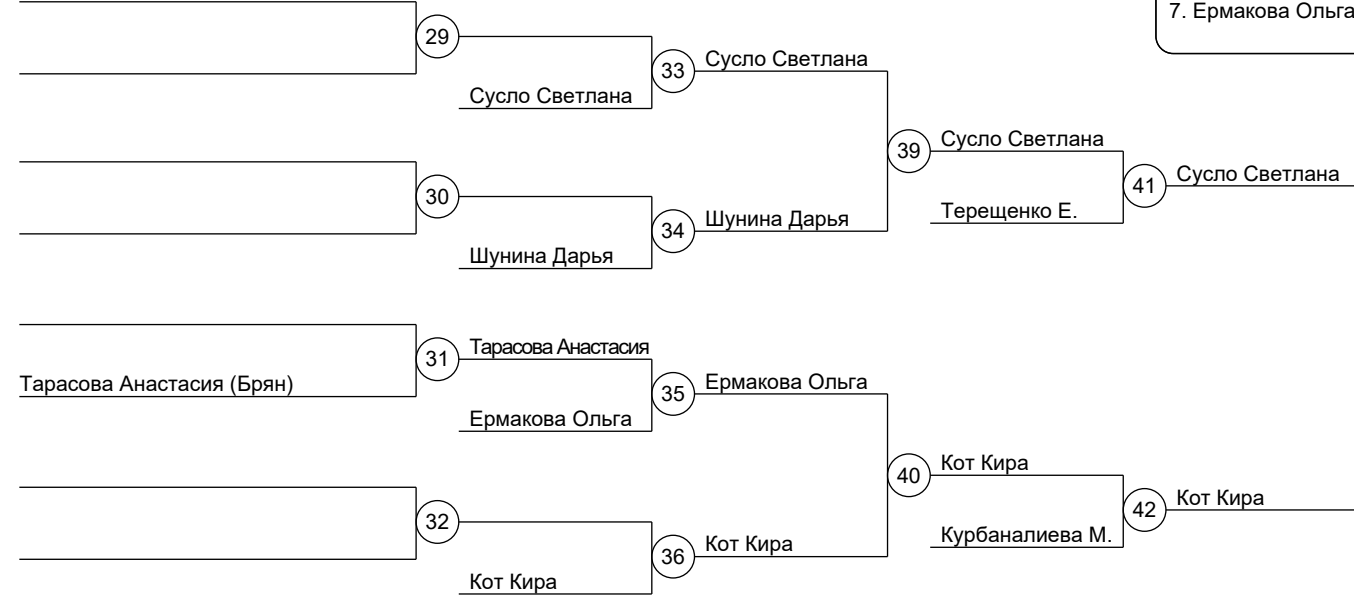 7. Ермакова Ольга
29
Сусло Светлана
33
Сусло Светлана
39
Сусло Светлана
41
Сусло Светлана
Терещенко Е.
30
Шунина Дарья
34
Шунина Дарья
31
Тарасова Анастасия
Тарасова Анастасия (Брян)
35
Ермакова Ольга
Ермакова Ольга
40
Кот Кира
42
Кот Кира
Курбаналиева М.
32
36
Кот Кира
Кот Кира